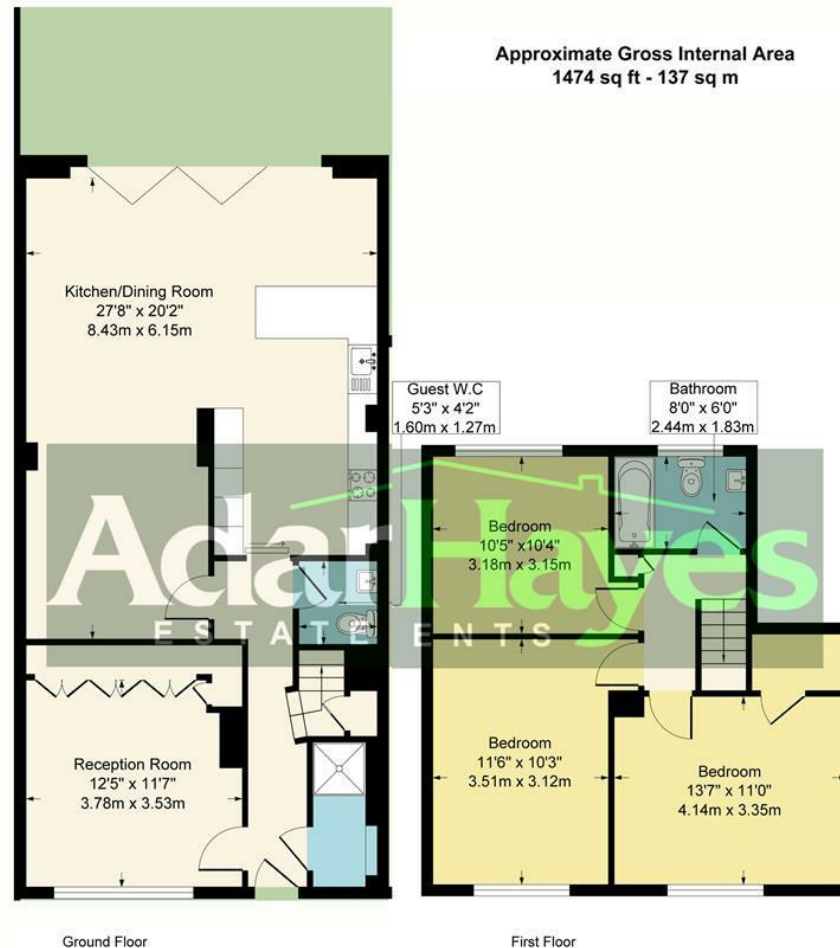 Approximate Gross Internal Area
1474 sq ft - 137 sq m
Kitchen/Dining Room
27'8" x 20'2"
8.43m x 6.15m
Guest W.C
5'3" x 4'2"
1.60m x 1.27m
Bathroom
8'0" x 6'0"
2.44m x 1.83m
Bedroom
10'5" x10'4"
3.18m x 3.15m
AdarHayes
ESTATE ENTS
Reception Room
12'5" x 11'7"
3.78m x 3.53m
Bedroom
11'6" x 10'3"
3.51m x 3.12m
Bedroom
13'7" x 11'0"
4.14m x 3.35m
Ground Floor
First Floor